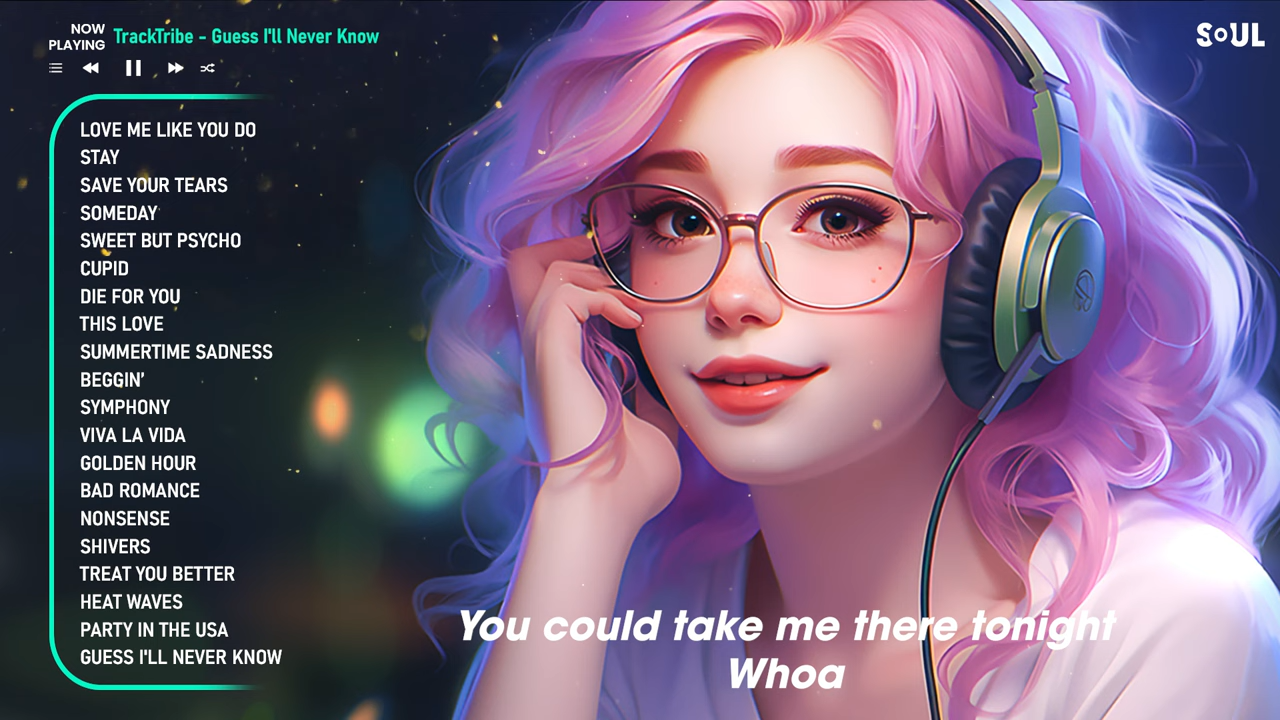 NOW
PLAYING
TrackTribe - Guess I'll Never Know
SOUL
LOVE ME LIKE YOU DO
STAY
SAVE YOUR TEARS
SOMEDAY
SWEET BUT PSYCHO
CUPID
DIE FOR YOU
THIS LOVE
SUMMERTIME SADNESS
BEGGIN'
SYMPHONY
VIVA LA VIDA
GOLDEN HOUR
BAD ROMANCE
NONSENSE
SHIVERS
TREAT YOU BETTER
HEAT WAVES
PARTY IN THE USA
GUESS I'LL NEVER KNOW
You could take me there tonight
Whoa